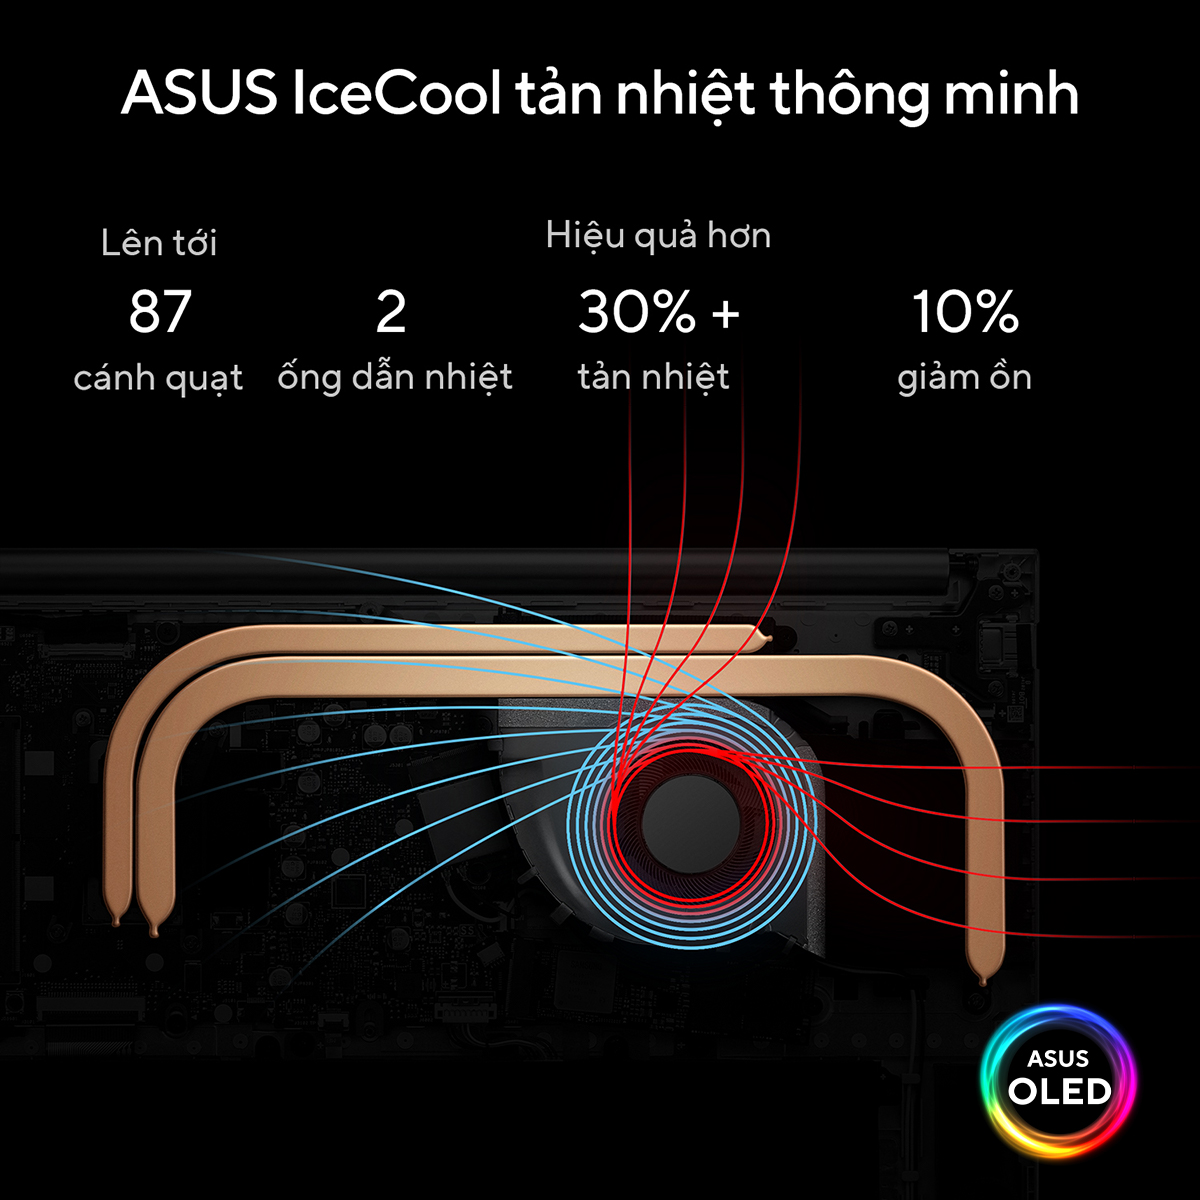 ASUS IceCool tản nhiệt thông minh
Lên tới
87
cánh quạt
2
ống dẫn nhiệt
Hiệu quả hơn
30% +
tản nhiệt
10%
giảm ồn
ASUS
OLED